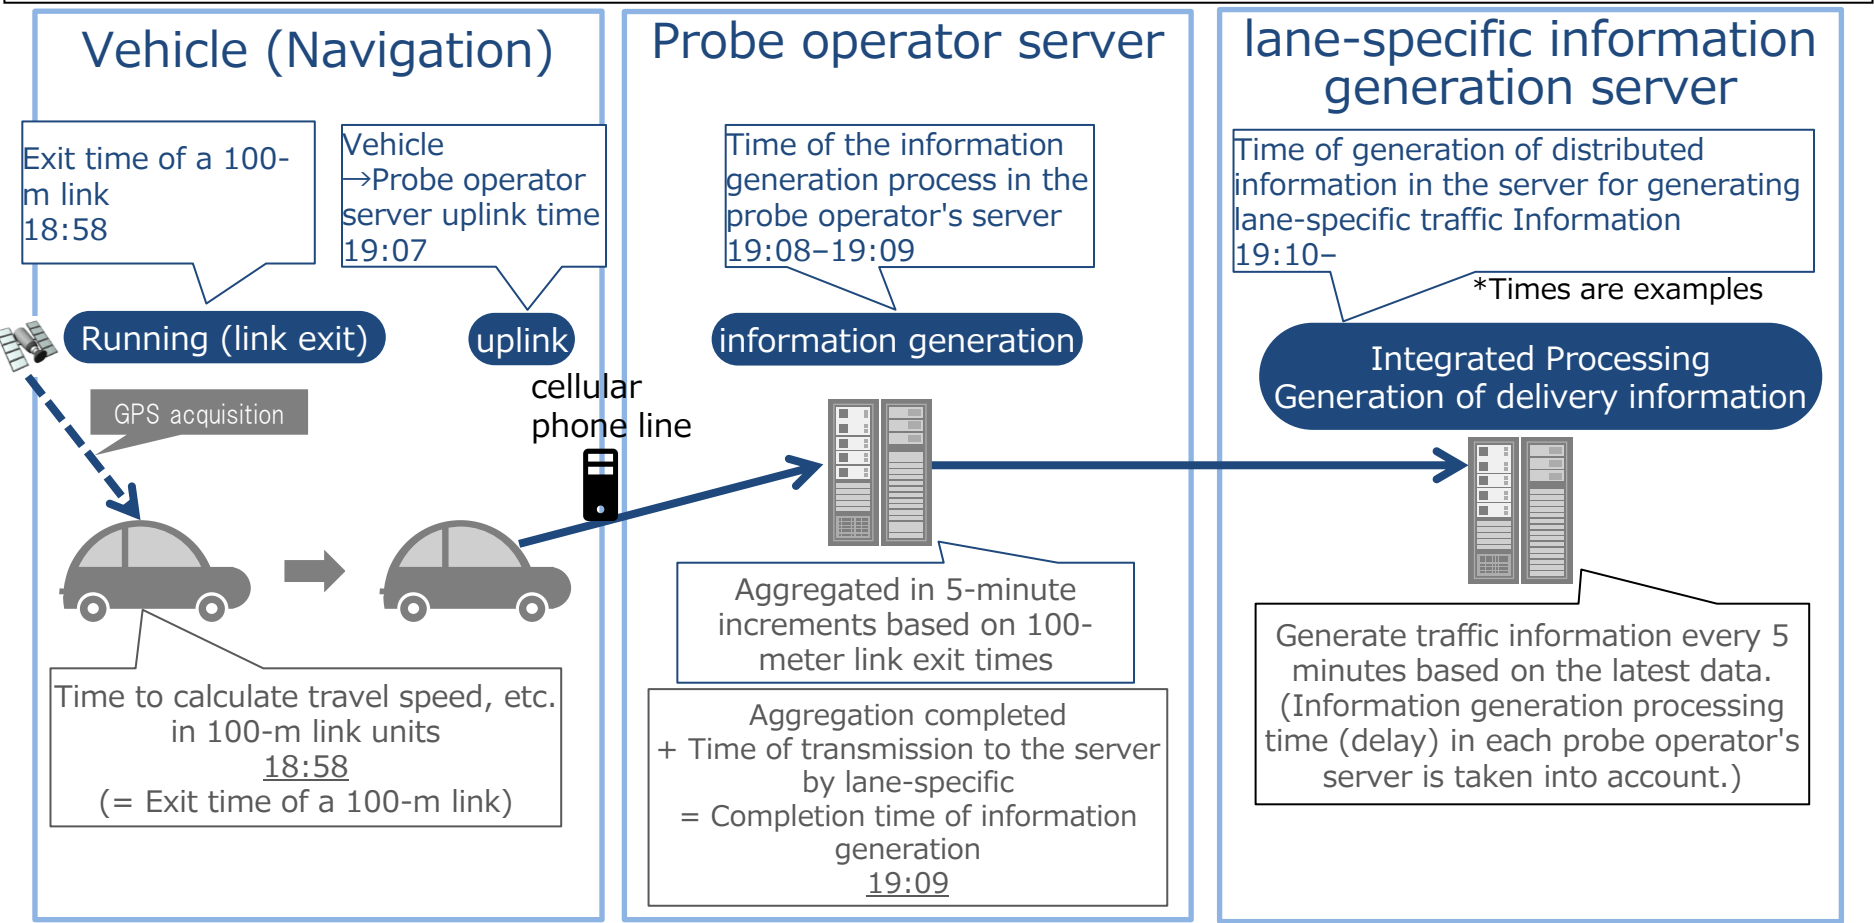 Vehicle (Navigation)
Exit time of a 100-
m link
18:58
Vehicle
→Probe operator
server uplink time
19:07
Running (link exit)
uplink
GPS acquisition
cellular
phone line
Time to calculate travel speed, etc.
in 100-m link units
18:58
(= Exit time of a 100-m link)
Probe operator server
Time of the information
generation process in the
probe operator's server
19:08–19:09
information generation
Aggregated in 5-minute
increments based on 100-
meter link exit times
Aggregation completed
+ Time of transmission to the server
by lane-specific
= Completion time of information
generation
19:09
lane-specific information
generation server
Time of generation of distributed
information in the server for generating
lane-specific traffic Information
19:10–
*Times are examples
Integrated Processing
Generation of delivery information
Generate traffic information every 5
minutes based on the latest data.
(Information generation processing
time (delay) in each probe operator's
server is taken into account.)